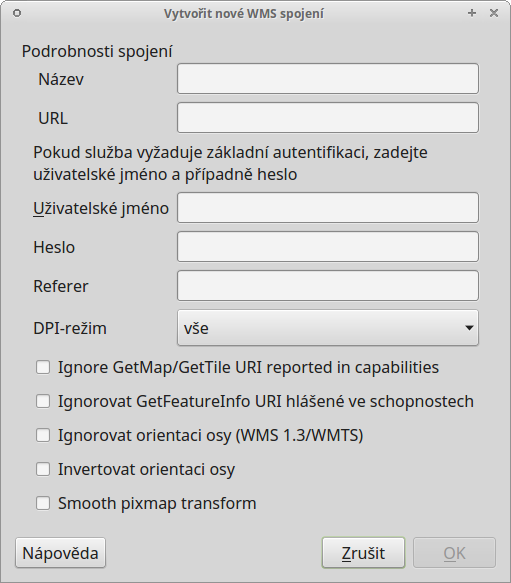 Vytvořit nové WMS spojení
Podrobnosti spojení
Název
URL
Pokud služba vyžaduje základní autentifikaci, zadejte
uživatelské jméno a případně heslo
Uživatelské jméno
Heslo
Referer
DPI-režim vše
Ignore GetMap/GetTile URI reported in capabilities
Ignorovat GetFeatureInfo URI hlášené ve schopnostech
Ignorovat orientaci osy (WMS 1.3/WMTS)
Invertovat orientaci osy
Smooth pixmap transform
Nápověda Zrušit OK